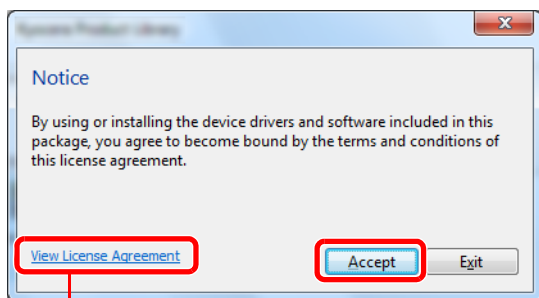 Notice
By using or installing the device drivers and software included in this
package, you agree to become bound by the terms and conditions of
this license agreement.
View License Agreement
Accept
Exit